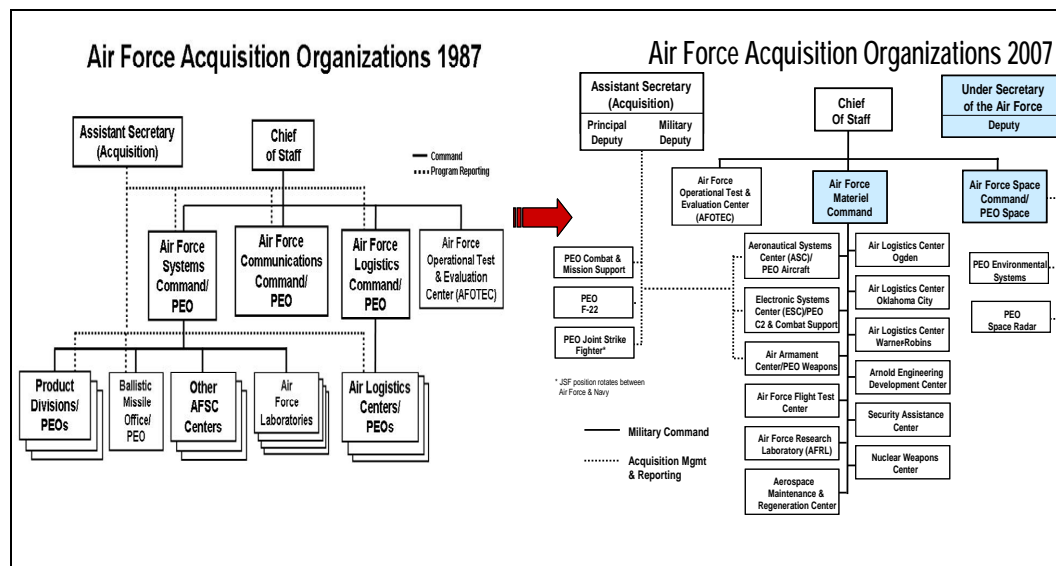 Air Force Acquisition Organizations 1987
Assistant Secretary
(Acquisition)
Chief
of Staff
Command
Program Reporting
Air Force
Systems
Command/
PEO
Air Force
Communications
Command/
PEO
Air Force
Logistics
Command/
PEO
Air Force
Operational Test
& Evaluation
Center (AFOTEC)
Product
Divisions/
PEOs
Ballistic
Missile
Office/
PEO
Other
AFSC
Centers
Air
Force
Laboratories
Air Logistics
Centers/
PEOs
Air Force Acquisition Organizations 2007
Assistant Secretary
(Acquisition)
Principal
Deputy
Military
Deputy
Chief
Of Staff
Under Secretary
of the Air Force
Deputy
Air Force
Operational Test &
Evaluation Center
(AFOTEC)
Air Force
Materiel
Command
Air Force Space
Command/
PEO Space
PEO Combat &
Mission Support
PEO
F-22
PEO Joint Strike
Fighter*
* JSF position rotates between
Air Force & Navy
Military Command
Acquisition Mgmt
& Reporting
Aeronautical Systems
Center (ASC)/
PEO Aircraft
Electronic Systems
Center (ESC)/PEO
C2 & Combat Support
Air Armament
Center/PEO Weapons
Air Force Flight Test
Center
Air Force Research
Laboratory (AFRL)
Aerospace
Maintenance &
Regeneration Center
Air Logistics Center
Ogden
Air Logistics Center
Oklahoma City
Air Logistics Center
Warner-Robins
Arnold Engineering
Development Center
Security Assistance
Center
Nuclear Weapons
Center
PEO Environmental
Systems
PEO
Space Radar